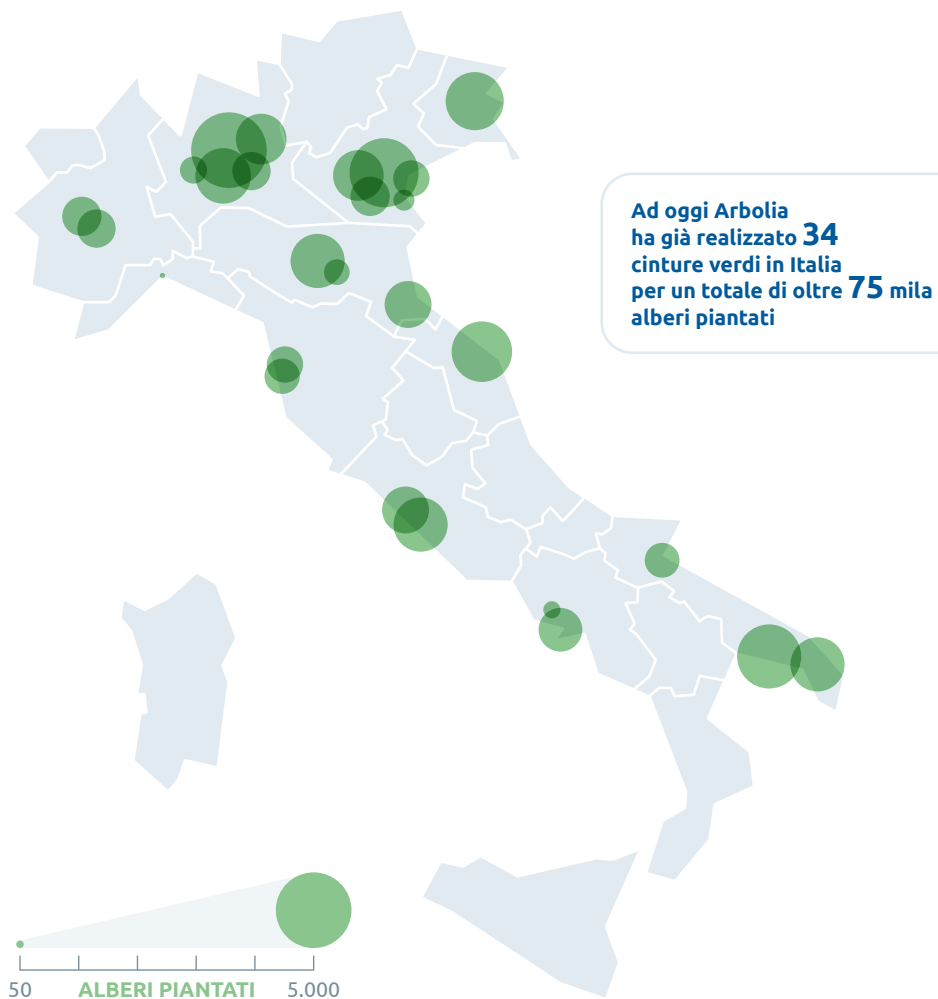 Ad oggi Arbolia
ha già realizzato 34
cinture verdi in Italia
per un totale di oltre 75 mila
alberi piantati
50 ALBERI PIANTATI 5.000